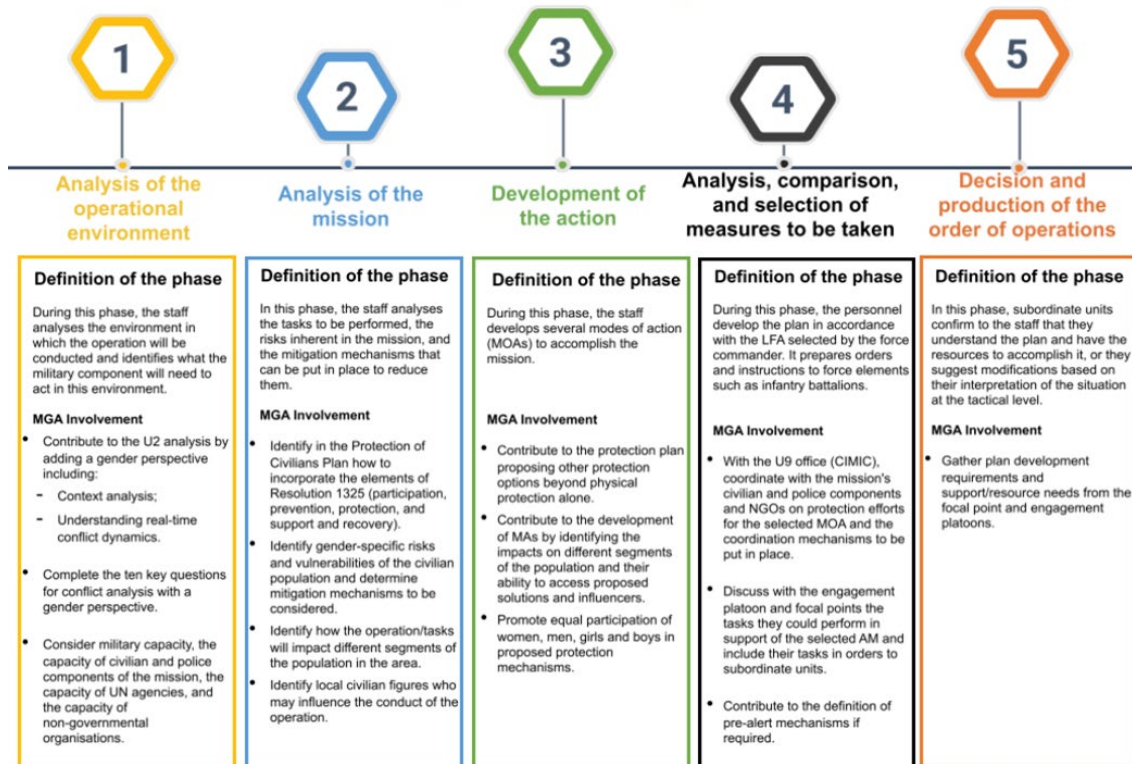 1
2
3
4
5
Analysis of the
operational
environment
Analysis of the
mission
Development of
the action
Analysis, comparison,
and selection of
measures to be taken
Decision and
production of the
order of operations
Definition of the phase
During this phase, the staff
analyses the environment in
which the operation will be
conducted and identifies what the
military component will need to
act in this environment.
MGA Involvement
• Contribute to the U2 analysis by
adding a gender perspective
including:
- Context analysis;
- Understanding real-time
conflict dynamics.
• Complete the ten key questions
for conflict analysis with a
gender perspective.
• Consider military capacity, the
capacity of civilian and police
components of the mission, the
capacity of UN agencies, and
the capacity of
non-governmental
organisations.
Definition of the phase
In this phase, the staff analyses
the tasks to be performed, the
risks inherent in the mission, and
the mitigation mechanisms that
can be put in place to reduce
them.
MGA Involvement
• Identify in the Protection of
Civilians Plan how to
incorporate the elements of
Resolution 1325 (participation,
prevention, protection, and
support and recovery).
• Identify gender-specific risks
and vulnerabilities of the civilian
population and determine
mitigation mechanisms to be
considered.
• Identify how the operation/tasks
will impact different segments of
the population in the area.
• Identify local civilian figures who
may influence the conduct of the
operation.
Definition of the phase
During this phase, the staff
develops several modes of action
(MOAs) to accomplish the
mission.
MGA Involvement
• Contribute to the protection plan
proposing other protection
options beyond physical
protection alone.
• Contribute to the development
of MAs by identifying the
impacts on different segments
of the population and their
ability to access proposed
solutions and influencers.
• Promote equal participation of
women, men, girls and boys in
proposed protection
mechanisms.
Definition of the phase
During this phase, the personnel
develop the plan in accordance
with the LFA selected by the force
commander. It prepares orders
and instructions to force elements
such as infantry battalions.
MGA Involvement
• With the U9 office (CIMIC),
coordinate with the mission's
civilian and police components
and NGOs on protection efforts
for the selected MOA and the
coordination mechanisms to be
put in place.
• Discuss with the engagement
platoon and focal points the
tasks they could perform in
support of the selected AM and
include their tasks in orders to
subordinate units.
• Contribute to the definition of
pre-alert mechanisms if
required.
Definition of the phase
In this phase, subordinate units
confirm to the staff that they
understand the plan and have the
resources to accomplish it, or they
suggest modifications based on
their interpretation of the situation
at the tactical level.
MGA Involvement
• Gather plan development
requirements and
support/resource needs from the
focal point and engagement
platoons.